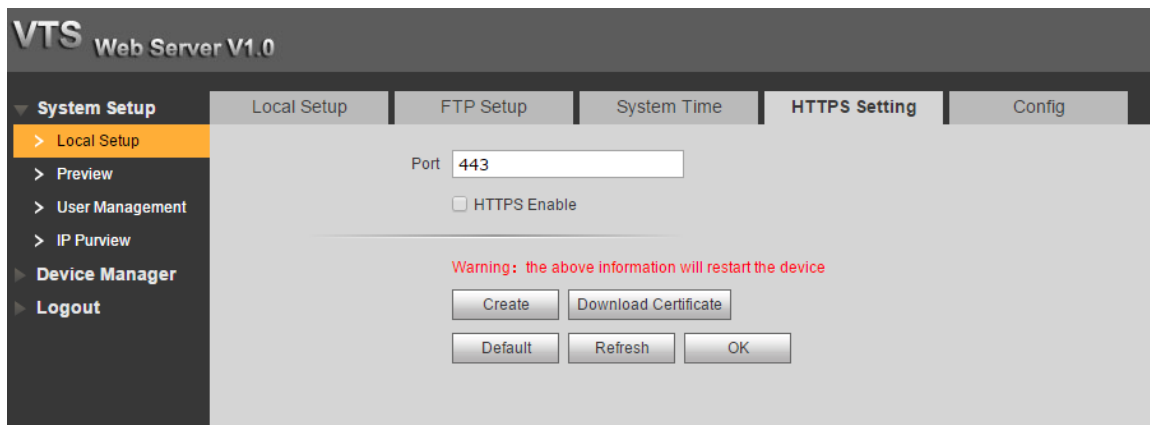 VTS Web Server V1.0
System Setup
Local Setup
Preview
User Management
IP Purview
Device Manager
Logout
Local Setup FTP Setup System Time HTTPS Setting Config
Port 443
HTTPS Enable
Warning：the above information will restart the device
Create Download Certificate
Default Refresh OK